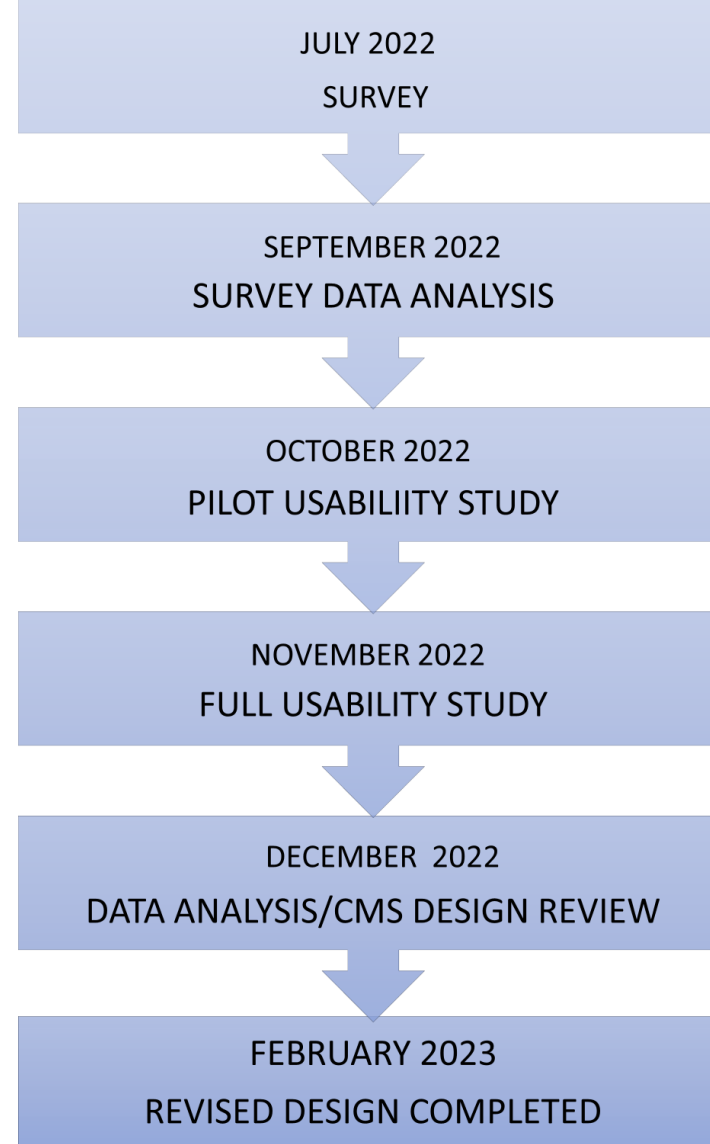 JULY 2022
SURVEY
SEPTEMBER 2022
SURVEY DATA ANALYSIS
OCTOBER 2022
PILOT USABILIITY STUDY
NOVEMBER 2022
FULL USABILITY STUDY
DECEMBER  2022
DATA ANALYSIS/CMS DESIGN REVIEW
FEBRUARY 2023
REVISED DESIGN COMPLETED